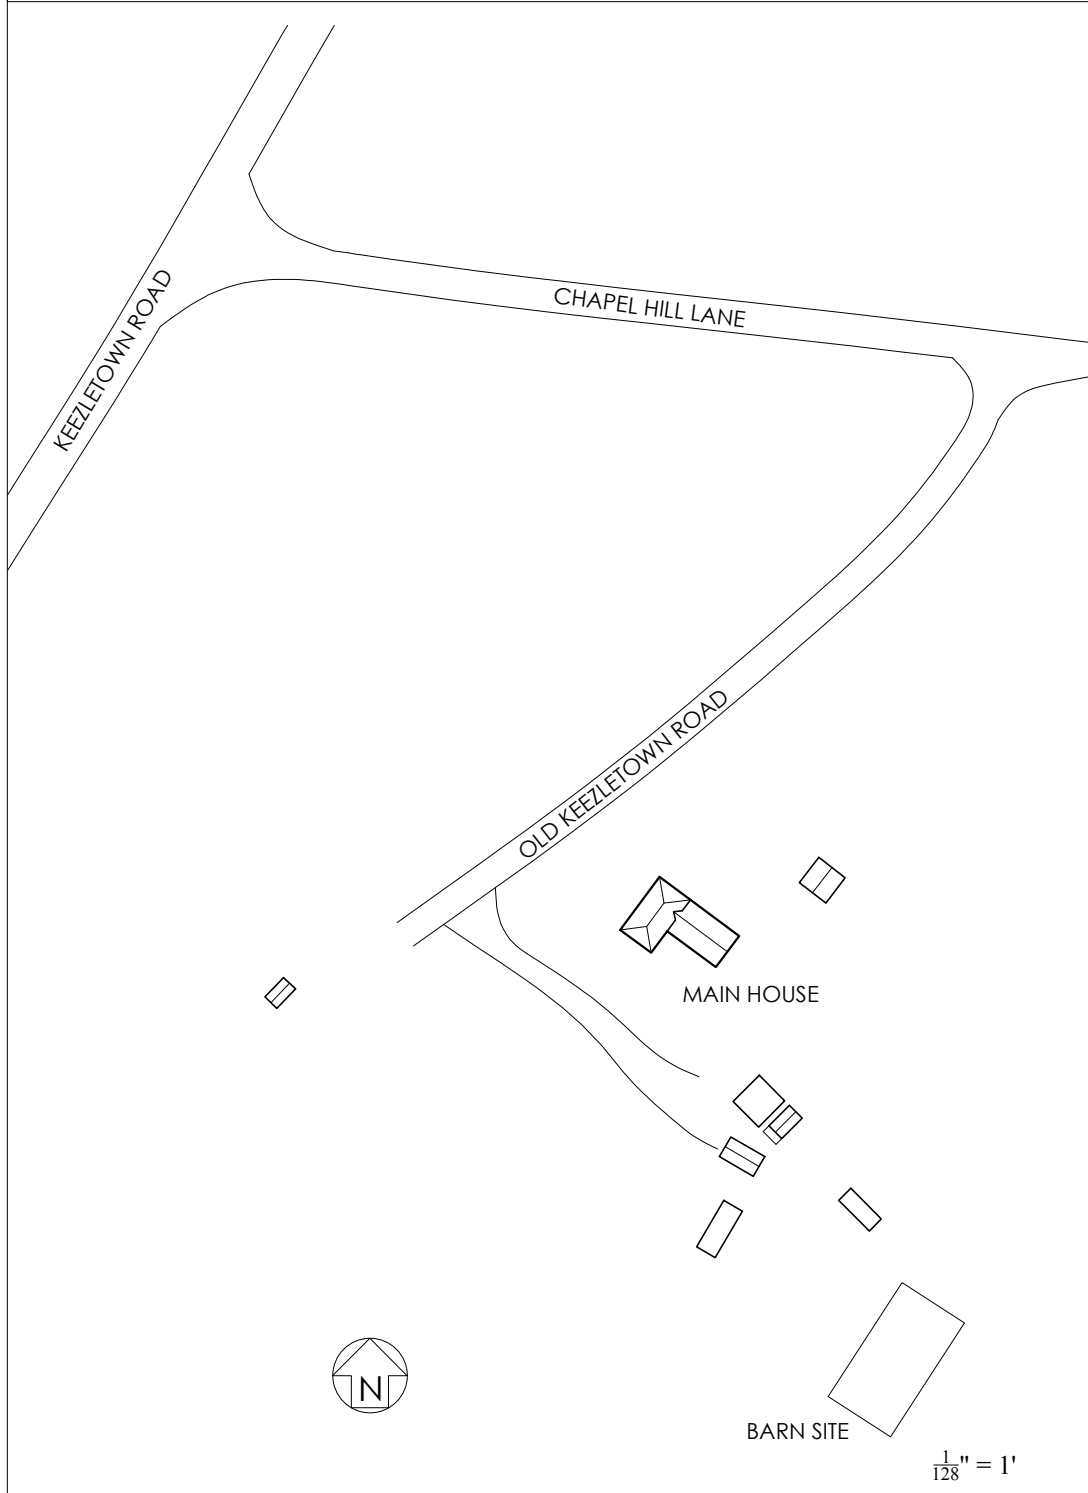 CHAPEL HILL LANE
KEEZLETOWN ROAD
OLD KEEZLETOWN ROAD
MAIN HOUSE
N
BARN SITE
1/128" = 1'